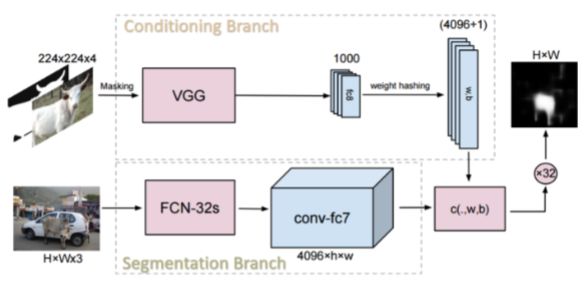 Conditioning Branch
(4096+1)
224x224x4
1000
H×W
Masking
VGG
fc8
weight hashing
w,b
×32
FCN-32s
conv-fc7
c(.,w,b)
H×Wx3
4096×h×w
Segmentation Branch